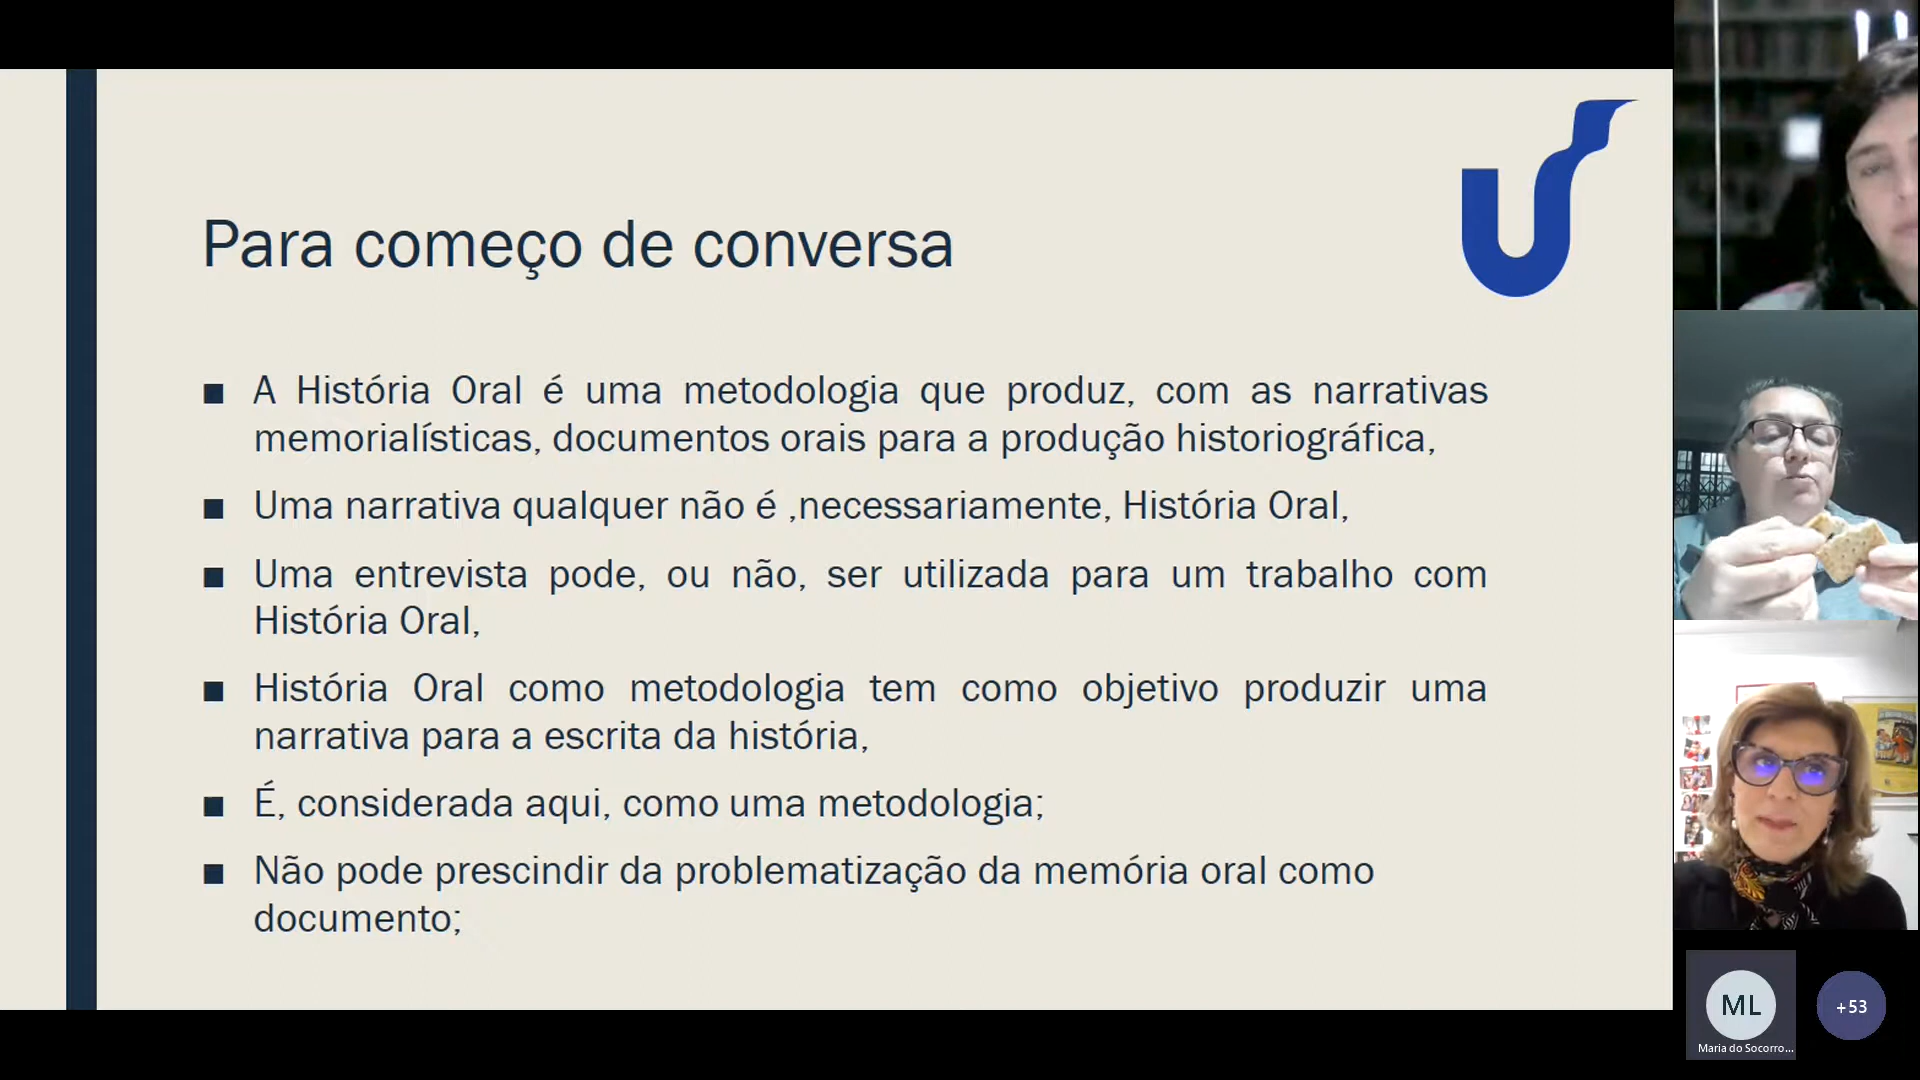 Para começo de conversa
■ A História Oral é uma metodologia que produz, com as narrativas
memorialísticas, documentos orais para a produção historiográfica,
■ Uma narrativa qualquer não é ,necessariamente, História Oral,
■ Uma entrevista pode, ou não, ser utilizada para um trabalho com
História Oral,
■ História Oral como metodologia tem como objetivo produzir uma
narrativa para a escrita da história,
■ É, considerada aqui, como uma metodologia;
■ Não pode prescindir da problematização da memória oral como
documento;
ML
Maria do Socorro...
+53